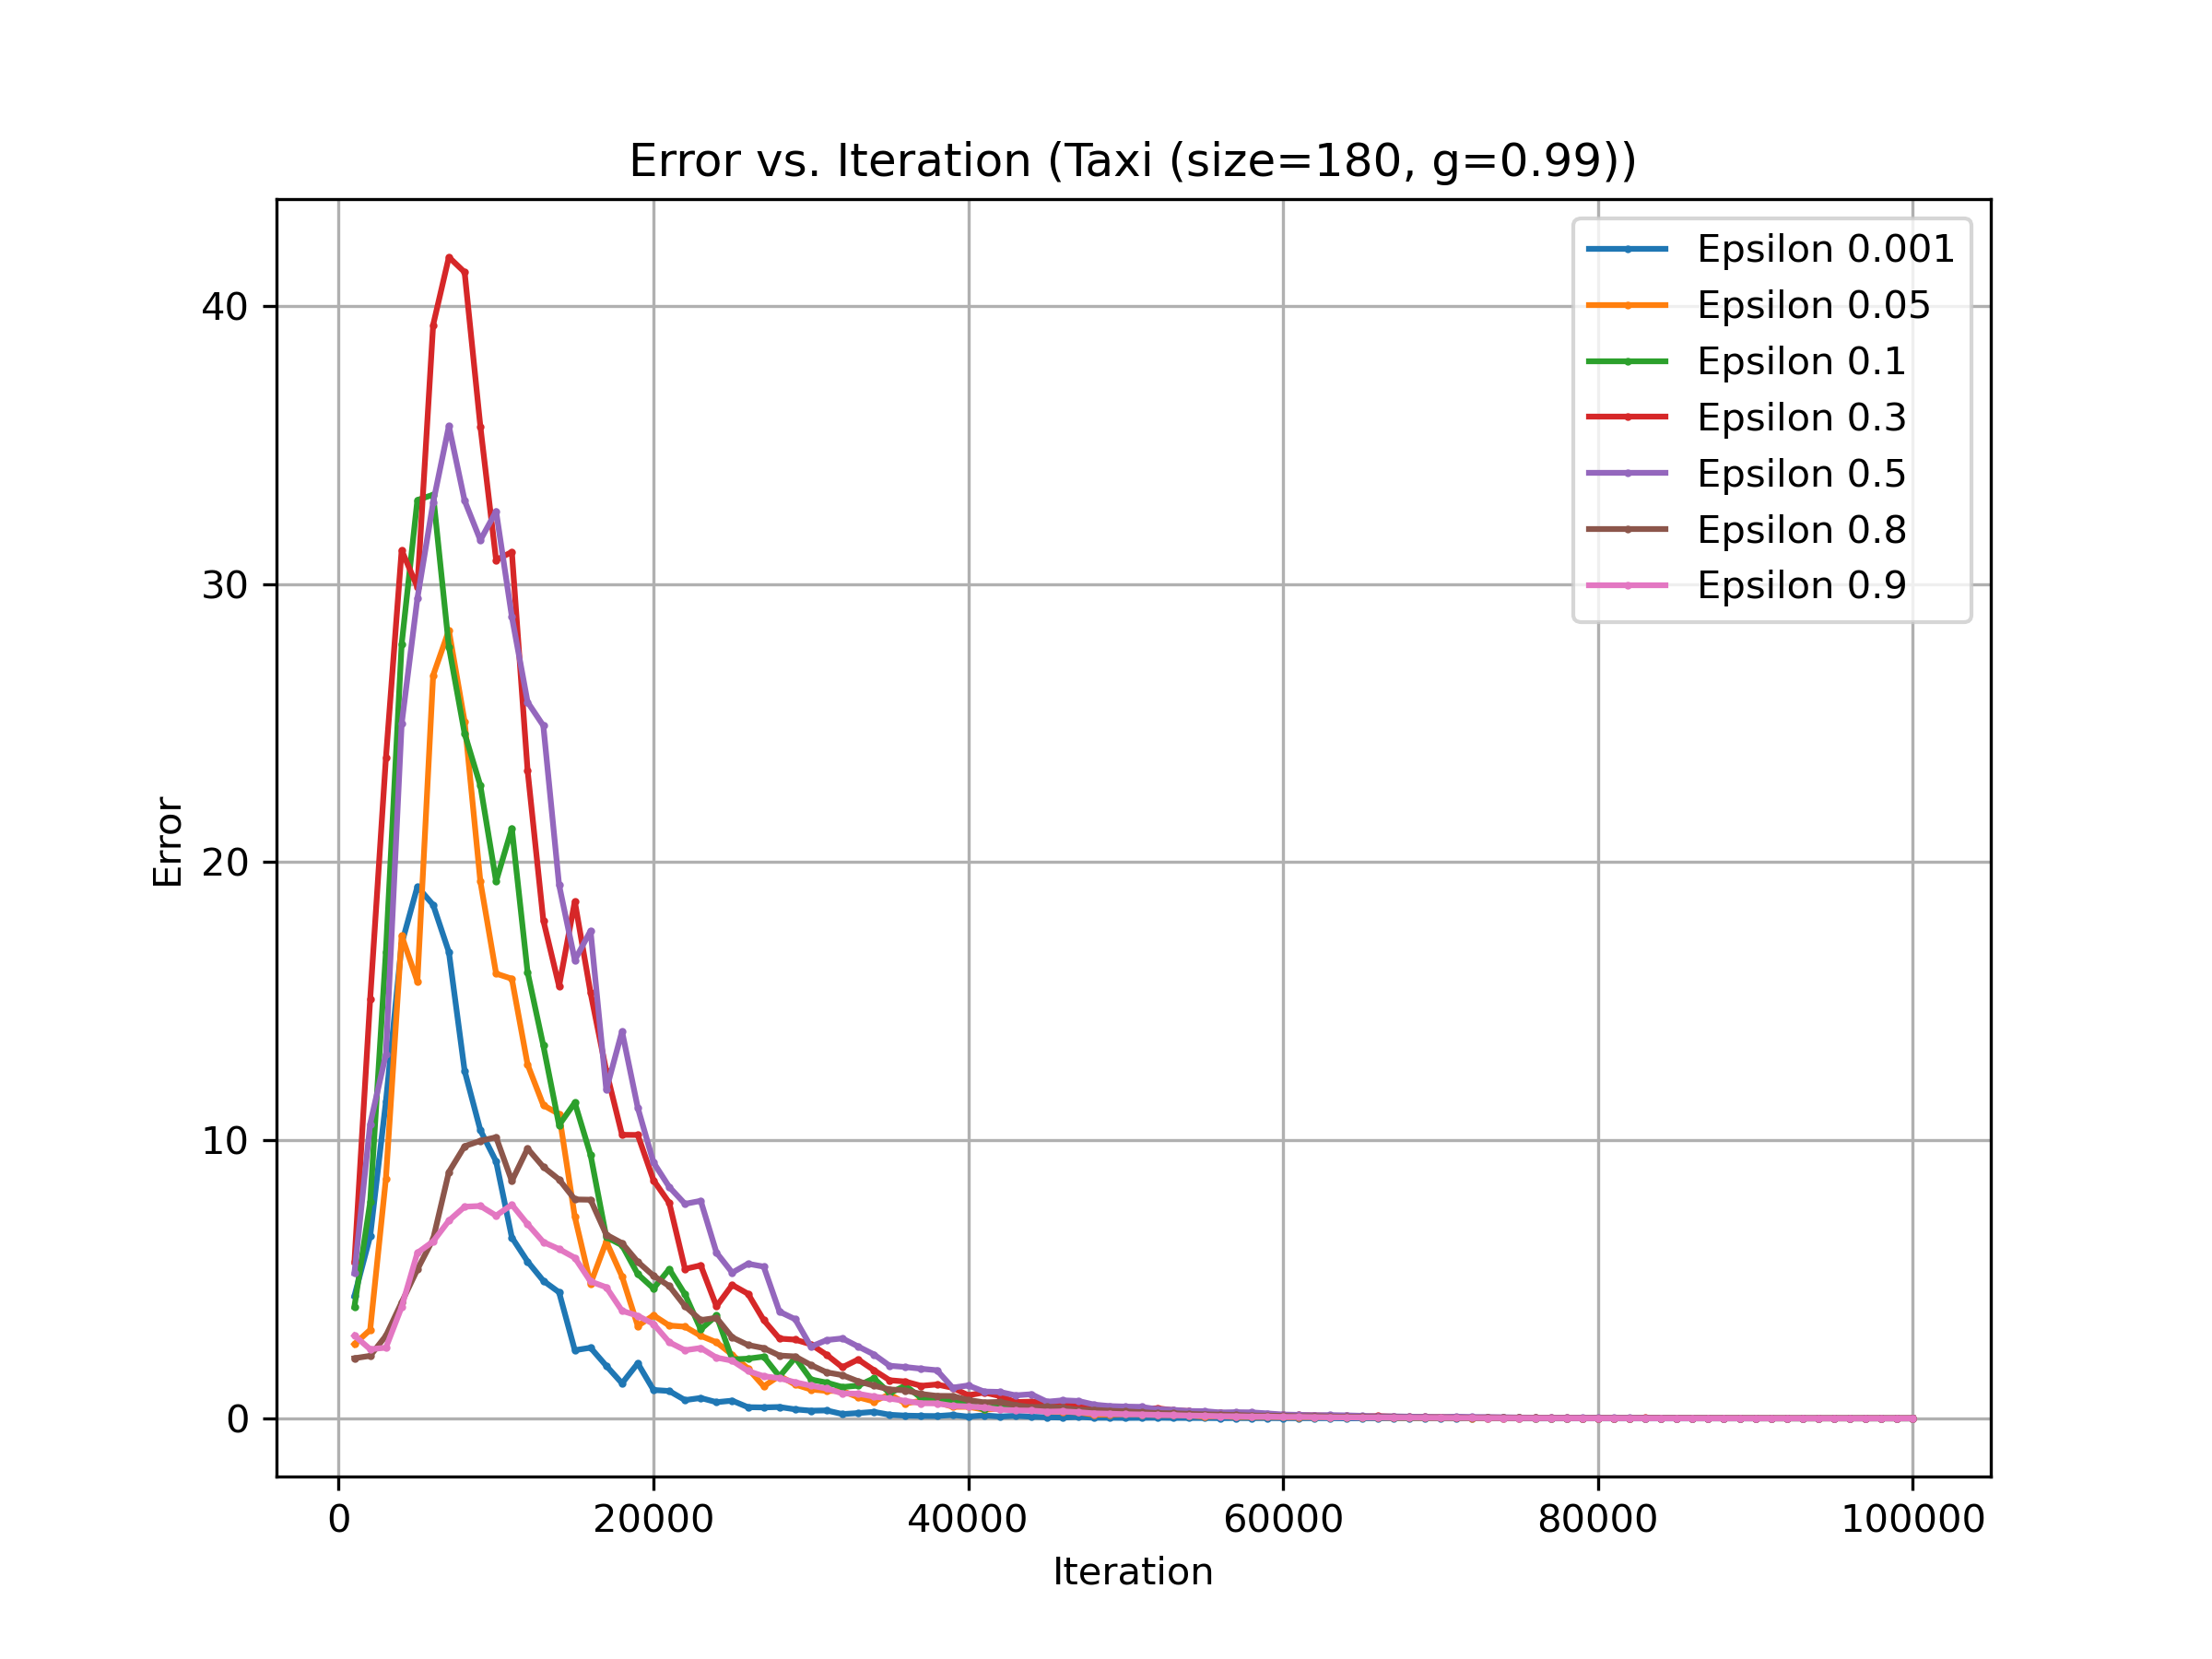 Error vs. Iteration (Taxi (size=180, g=0.99))
Epsilon 0.001
Epsilon 0.05
Epsilon 0.1
Epsilon 0.3
Epsilon 0.5
Epsilon 0.8
Epsilon 0.9
40
30
20
10
0
Error
0 20000 40000 60000 80000 100000
Iteration